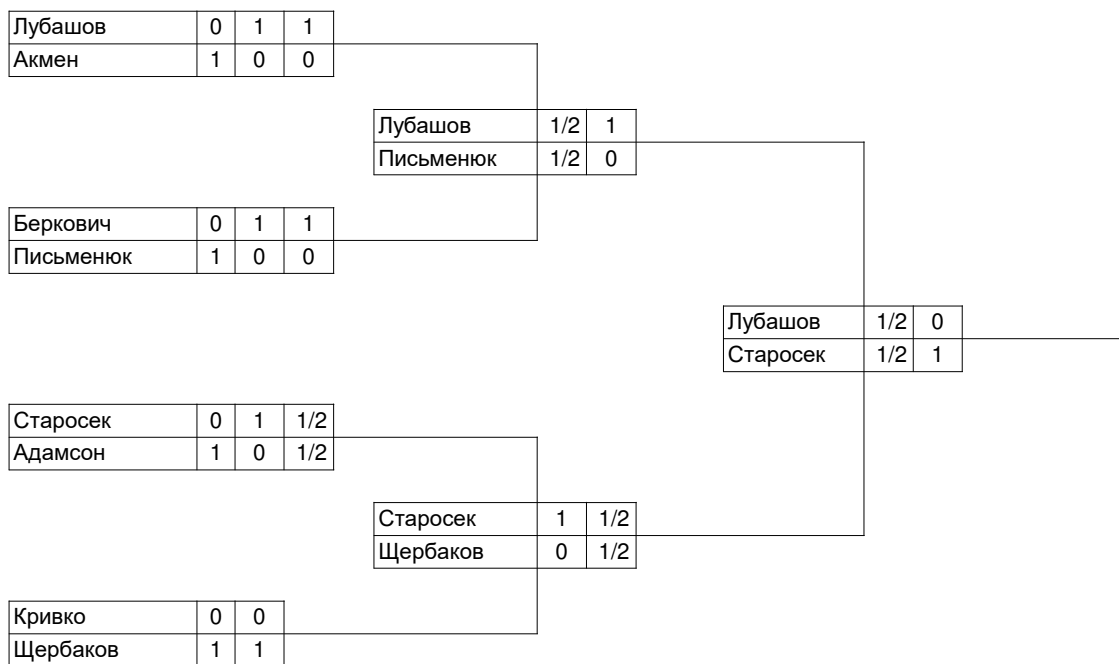 Лубашов 0 1 1
Акмен 1 0 0
Лубашов 1/2 1
Письменюк 1/2 0
Беркович 0 1 1
Письменюк 1 0 0
Лубашов 1/2 0
Старосек 1/2 1
Старосек 0 1 1/2
Адамсон 1 0 1/2
Старосек 1 1/2
Щербаков 0 1/2
Кривко 0 0
Щербаков 1 1